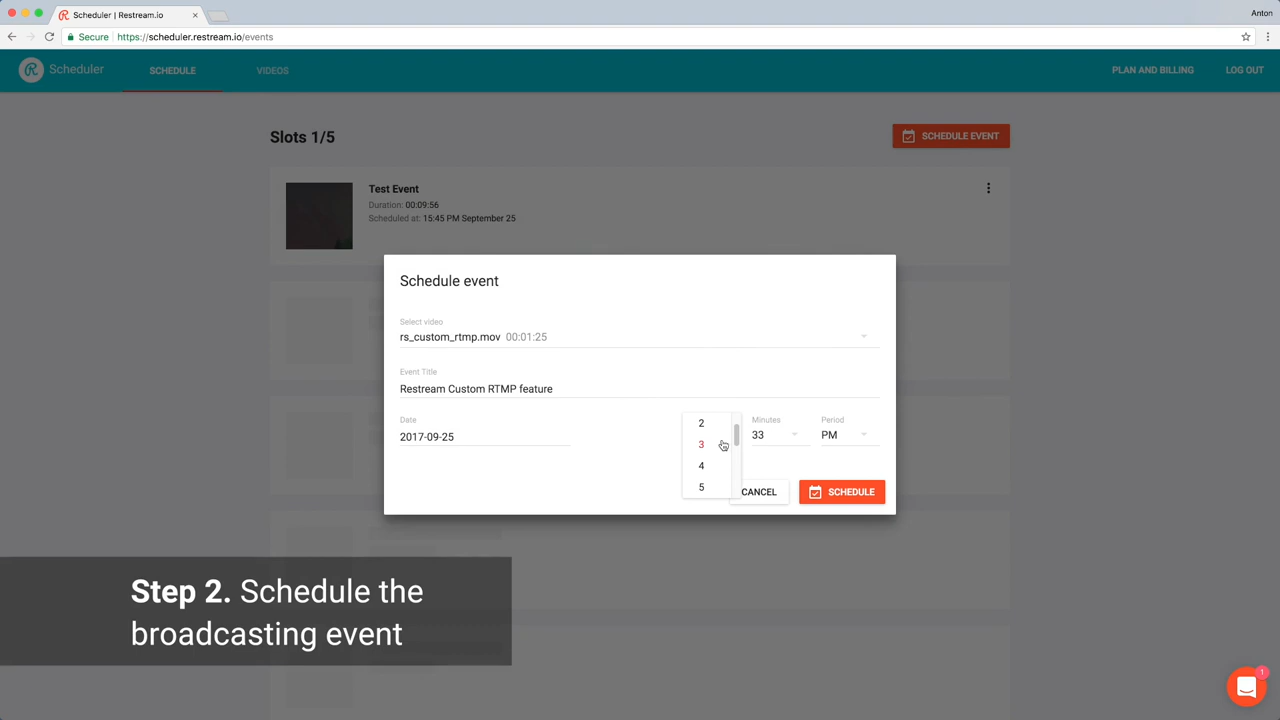 Scheduler | Restream.io
Anton
Secure https://scheduler.restream.io/events
Scheduler SCHEDULE VIDEOS PLAN AND BILLING LOG OUT
Slots 1/5
SCHEDULE EVENT
Test Event
Duration: 00:09:56
Scheduled at: 15:45 PM September 25
Schedule event
Select video
rs_custom_rtmp.mov 00:01:25
Event Title
Restream Custom RTMP feature
Date
2017-09-25
2
3
4
5
Minutes
33
Period
PM
CANCEL
SCHEDULE
Step 2. Schedule the
broadcasting event
1